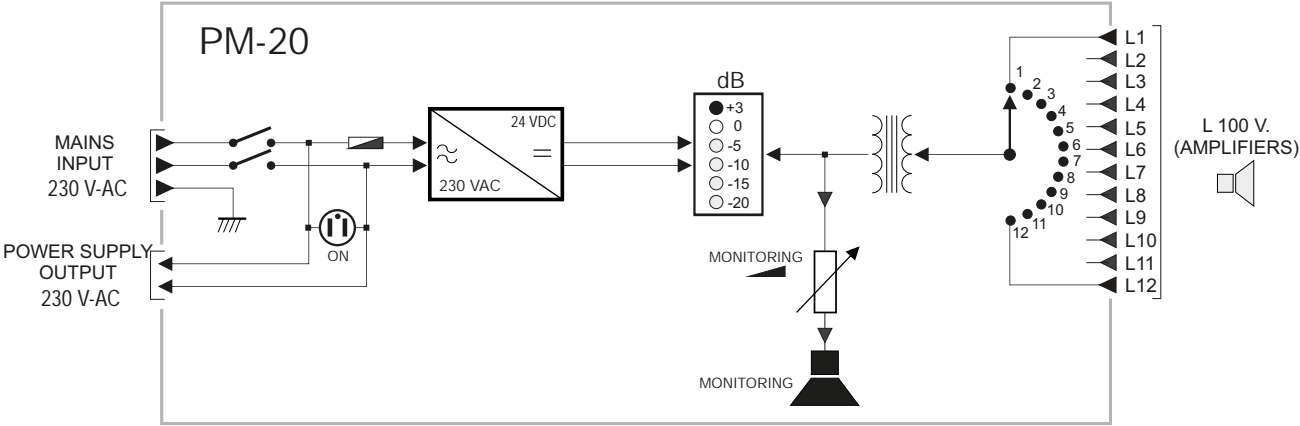 PM-20
MAINS
INPUT
230 V-AC
POWER SUPPLY
OUTPUT
230 V-AC
ON
24 VDC
230 VAC
dB
+3
0
-5
-10
-15
-20
MONITORING
MONITORING
1
2
3
4
5
6
7
8
9
10
11
12
L1
L2
L3
L4
L5
L6
L7
L8
L9
L10
L11
L12
L 100 V.
(AMPLIFIERS)